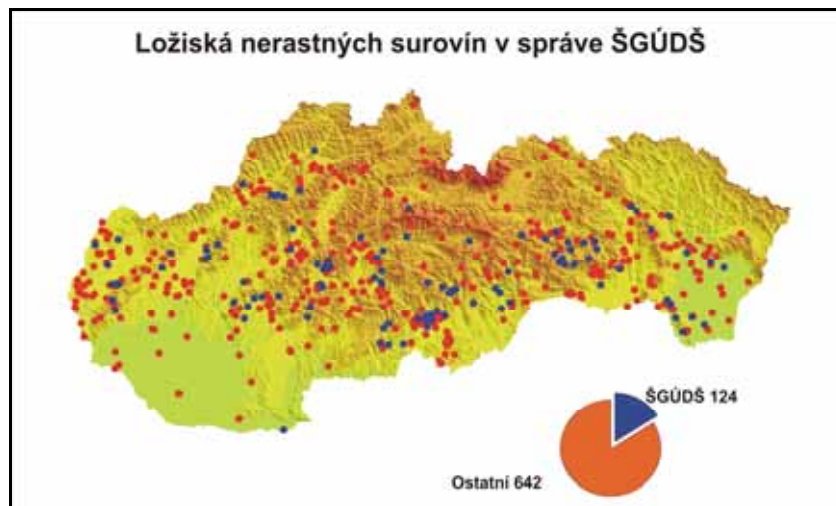 Ložiská nerastných surovín v správe ŠGÚDŠ
ŠGÚDŠ 124
Ostatní 642